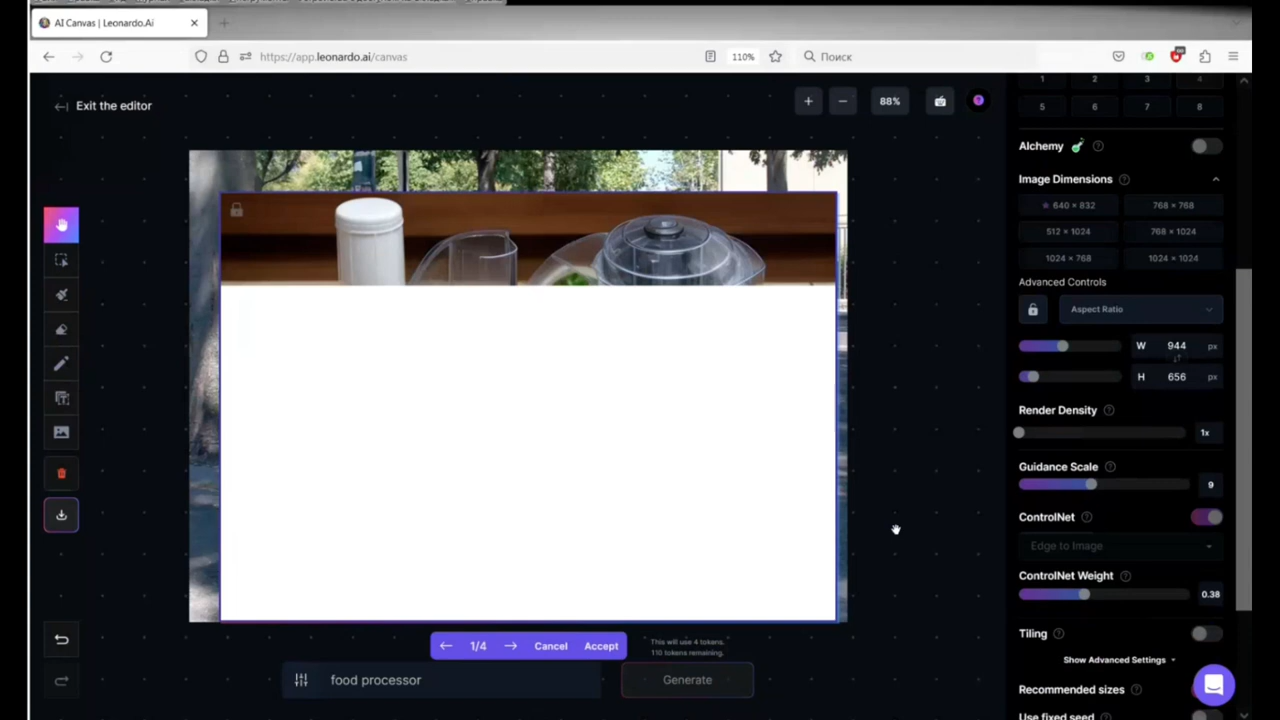 AI Canvas | Leonardo.Ai
https://app.leonardo.ai/canvas
110%
Поиск
Exit the editor
88%
1 2 3 4
5 6 7 8
Alchemy
Image Dimensions
640 × 832 768 × 768
512 × 1024 768 × 1024
1024 × 768 1024 × 1024
Advanced Controls
Aspect Ratio
W 944 px
H 656 px
Render Density
1x
Guidance Scale
9
ControlNet
Edge to Image
ControlNet Weight
0.38
Tiling
Show Advanced Settings
Recommended sizes
Use fixed seed
1/4 Cancel Accept
This will use 4 tokens.
110 tokens remaining.
food processor
Generate